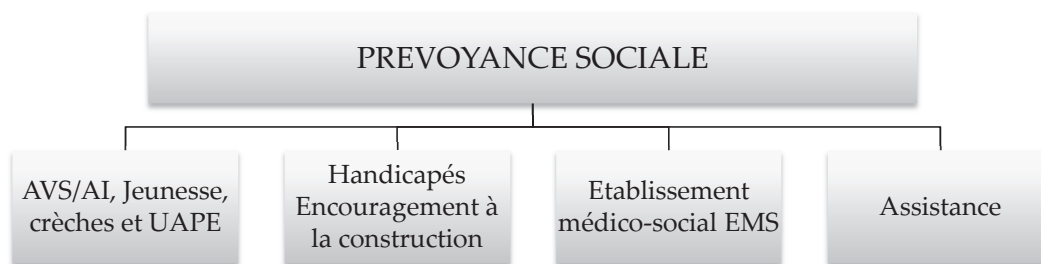 PREVOYANCE SOCIALE
AVS/AI, Jeunesse,
crèches et UAPE
Handicapés
Encouragement à
la construction
Etablissement
médico-social EMS
Assistance